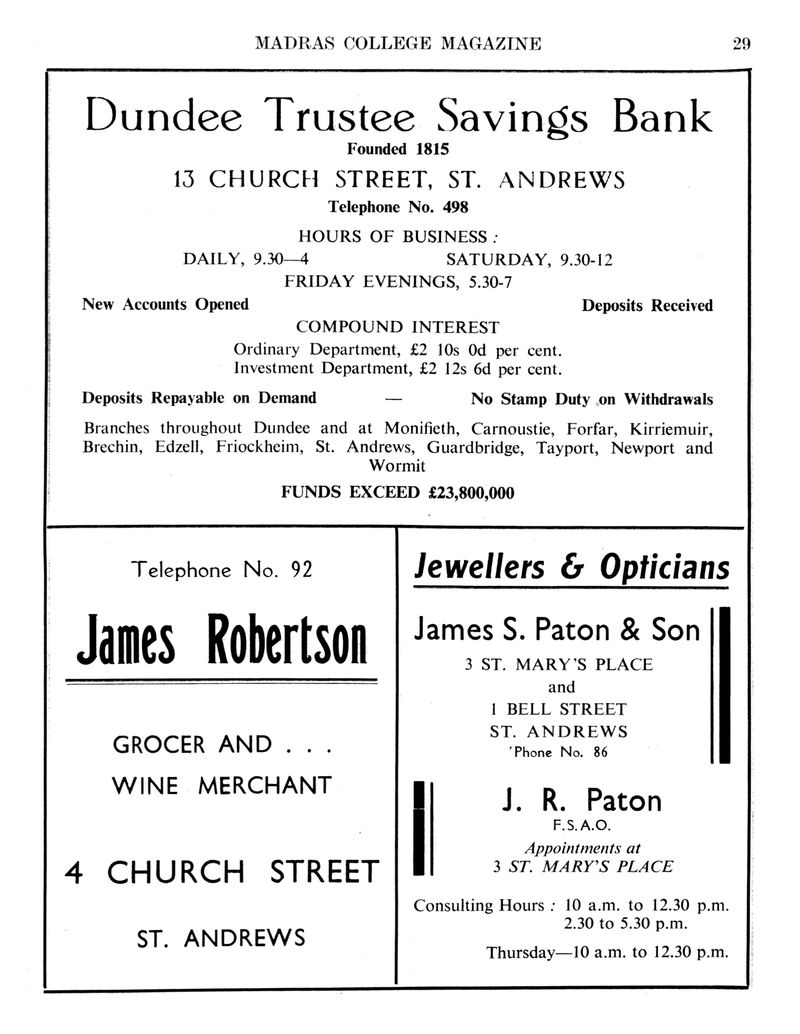 MADRAS COLLEGE MAGAZINE 29
Dundee Trustee Savings Bank
Founded 1815
13 CHURCH STREET, ST. ANDREWS
Telephone No. 498
HOURS OF BUSINESS :
DAILY, 9.30—4 SATURDAY, 9.30-12
FRIDAY EVENINGS, 5.30-7
New Accounts Opened Deposits Received
COMPOUND INTEREST
Ordinary Department, £2 10s 0d per cent.
Investment Department, £2 12s 6d per cent.
Deposits Repayable on Demand — No Stamp Duty on Withdrawals
Branches throughout Dundee and at Monifieth, Carnoustie, Forfar, Kirriemuir,
Brechin, Edzell, Friockheim, St. Andrews, Guardbridge, Tayport, Newport and
Wormit
FUNDS EXCEED £23,800,000
Telephone No. 92
James Robertson
GROCER AND . . .
WINE MERCHANT
4 CHURCH STREET
ST. ANDREWS
Jewellers & Opticians
James S. Paton & Son
3 ST. MARY'S PLACE
and
1 BELL STREET
ST. ANDREWS
'Phone No. 86
J. R. Paton
F.S.A.O.
Appointments at
3 ST. MARY'S PLACE
Consulting Hours : 10 a.m. to 12.30 p.m.
2.30 to 5.30 p.m.
Thursday—10 a.m. to 12.30 p.m.